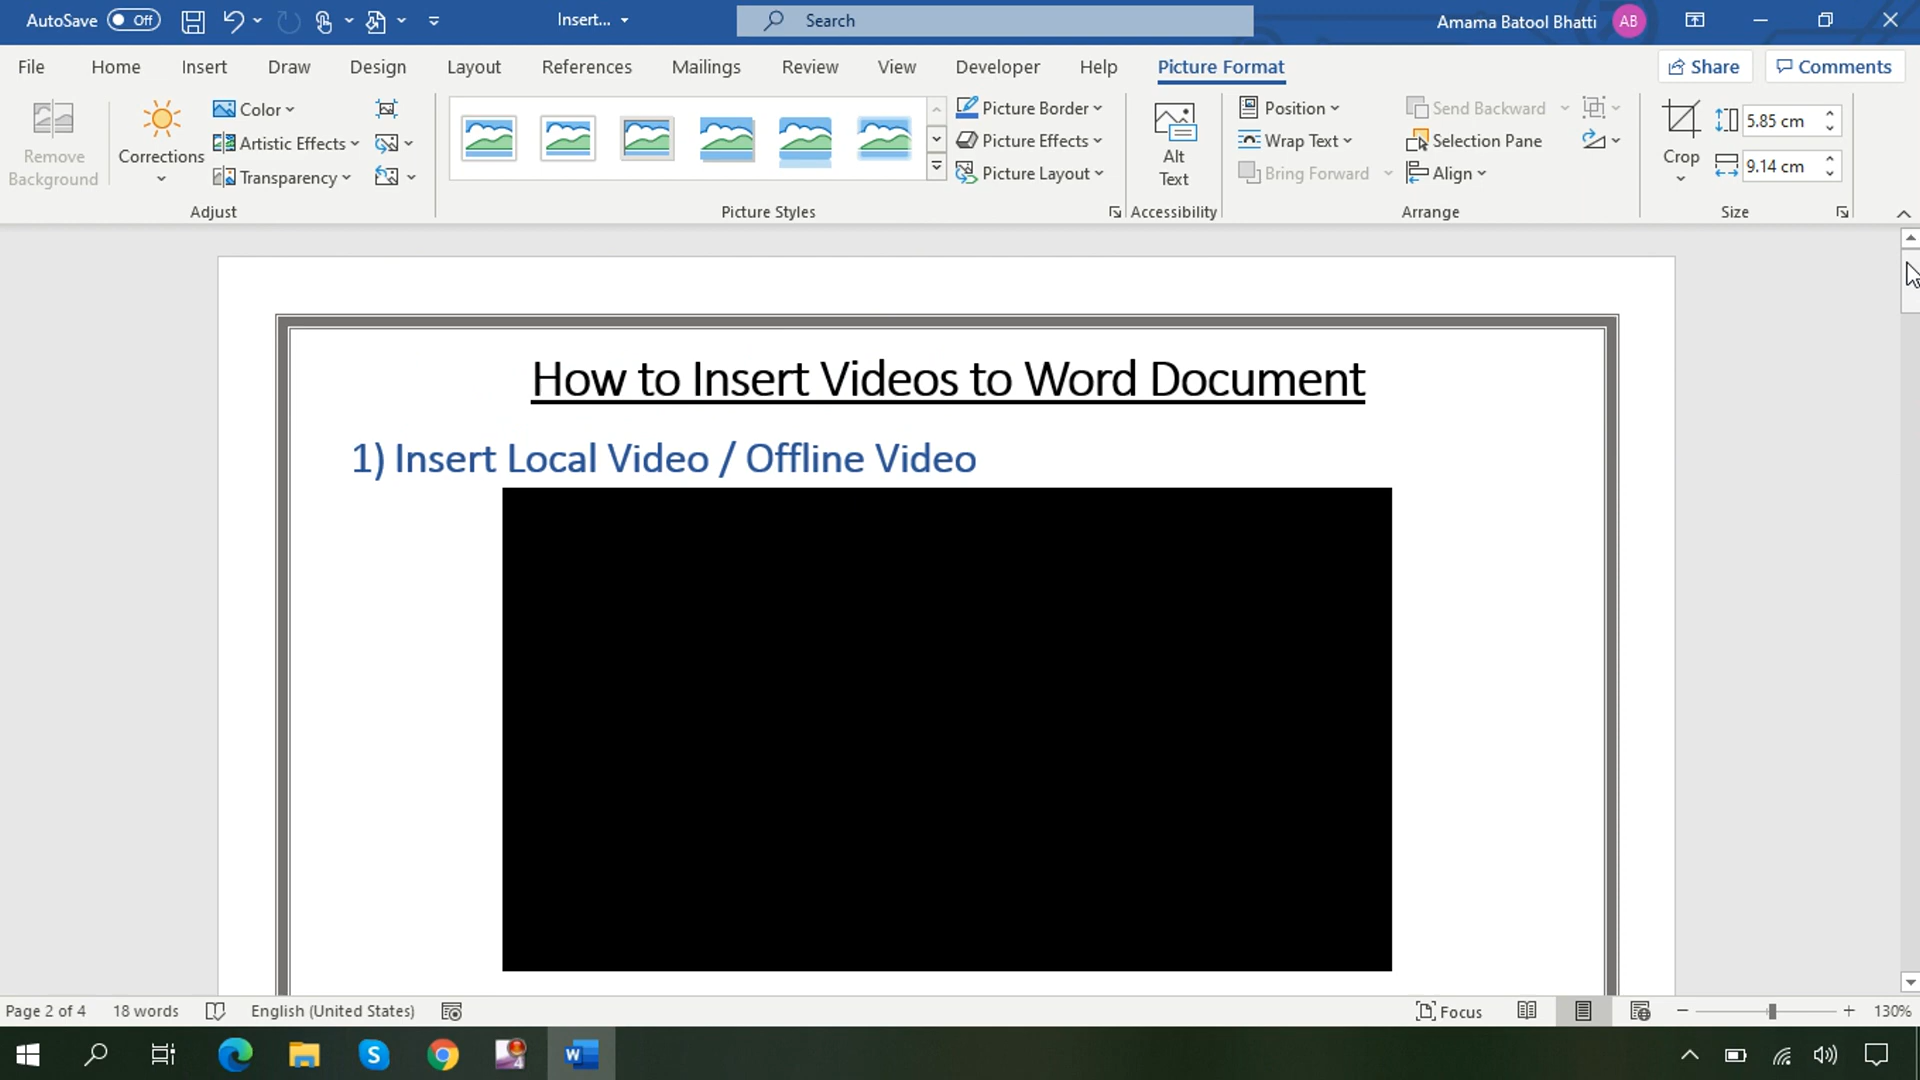 AutoSave Off Insert... Search Amama Batool Bhatti AB
File Home Insert Draw Design Layout References Mailings Review View Developer Help Picture Format Share Comments
Remove Background
Corrections
Color
Artistic Effects
Transparency
Adjust
Picture Border
Picture Effects
Picture Layout
Picture Styles
Alt Text
Accessibility
Position
Wrap Text
Bring Forward
Send Backward
Selection Pane
Align
Arrange
Crop
5.85 cm
9.14 cm
Size
How to Insert Videos to Word Document
1) Insert Local Video / Offline Video
Page 2 of 4 18 words English (United States) Focus 130%
4 W